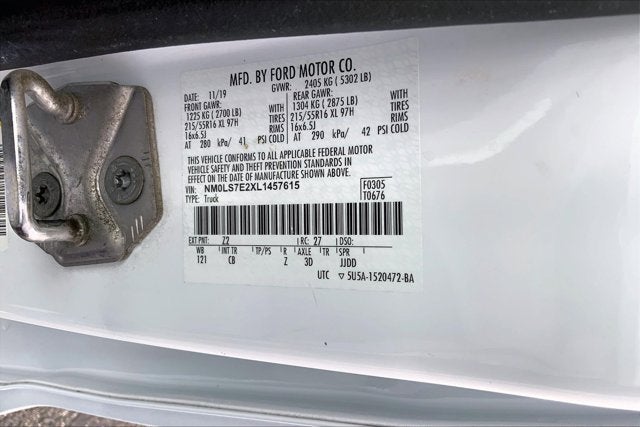 MFD. BY FORD MOTOR CO.
DATE: 11/19 GVWR: 2405 KG ( 5302 LB)
FRONT GAWR: REAR GAWR:
1225 KG ( 2700 LB) WITH 1304 KG ( 2875 LB) WITH
215/55R16 XL 97H TIRES 215/55R16 XL 97H TIRES
16x6.5J RIMS 16x6.5J RIMS
AT 280 kPa/ 41 PSI COLD AT 290 kPa/ 42 PSI COLD
THIS VEHICLE CONFORMS TO ALL APPLICABLE FEDERAL MOTOR
VEHICLE SAFETY AND THEFT PREVENTION STANDARDS IN
EFFECT ON THE DATE OF MANUFACTURE SHOWN ABOVE.
VIN: NM0LS7E2XL1457615
TYPE: Truck
F0305
T0676
EXT PNT: Z2 RC: 27 DSO:
WB INT TR TP/PS R AXLE TR SPR
121 CB Z 3D JJDD
UTC ▽ 5U5A-1520472-BA